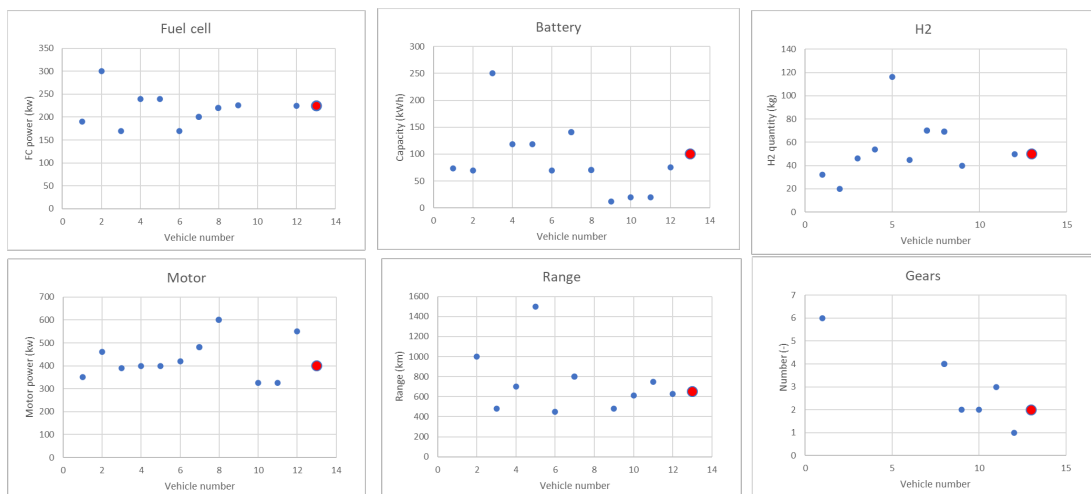 Fuel cell
FC power (kw)
350
300
250
200
150
100
50
0
0 2 4 6 8 10 12 14
Vehicle number
Battery
Capacity (kWh)
300
250
200
150
100
50
0
0 2 4 6 8 10 12 14
Vehicle number
H2
H2 quantity (kg)
140
120
100
80
60
40
20
0
0 5 10 15
Vehicle number
Motor
Motor power (kw)
700
600
500
400
300
200
100
0
0 2 4 6 8 10 12 14
Vehicle number
Range
Range (km)
1600
1400
1200
1000
800
600
400
200
0
0 2 4 6 8 10 12 14
Vehicle number
Gears
Number (-)
7
6
5
4
3
2
1
0
0 5 10 15
Vehicle number